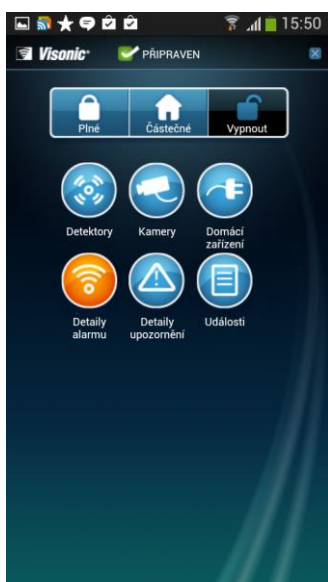 15:50
Visonic
PŘIPRAVEN
Plné
Částečné
Vypnout
Detektory
Kamery
Domácí
zařízení
Detaily
alarmu
Detaily
upozornění
Události